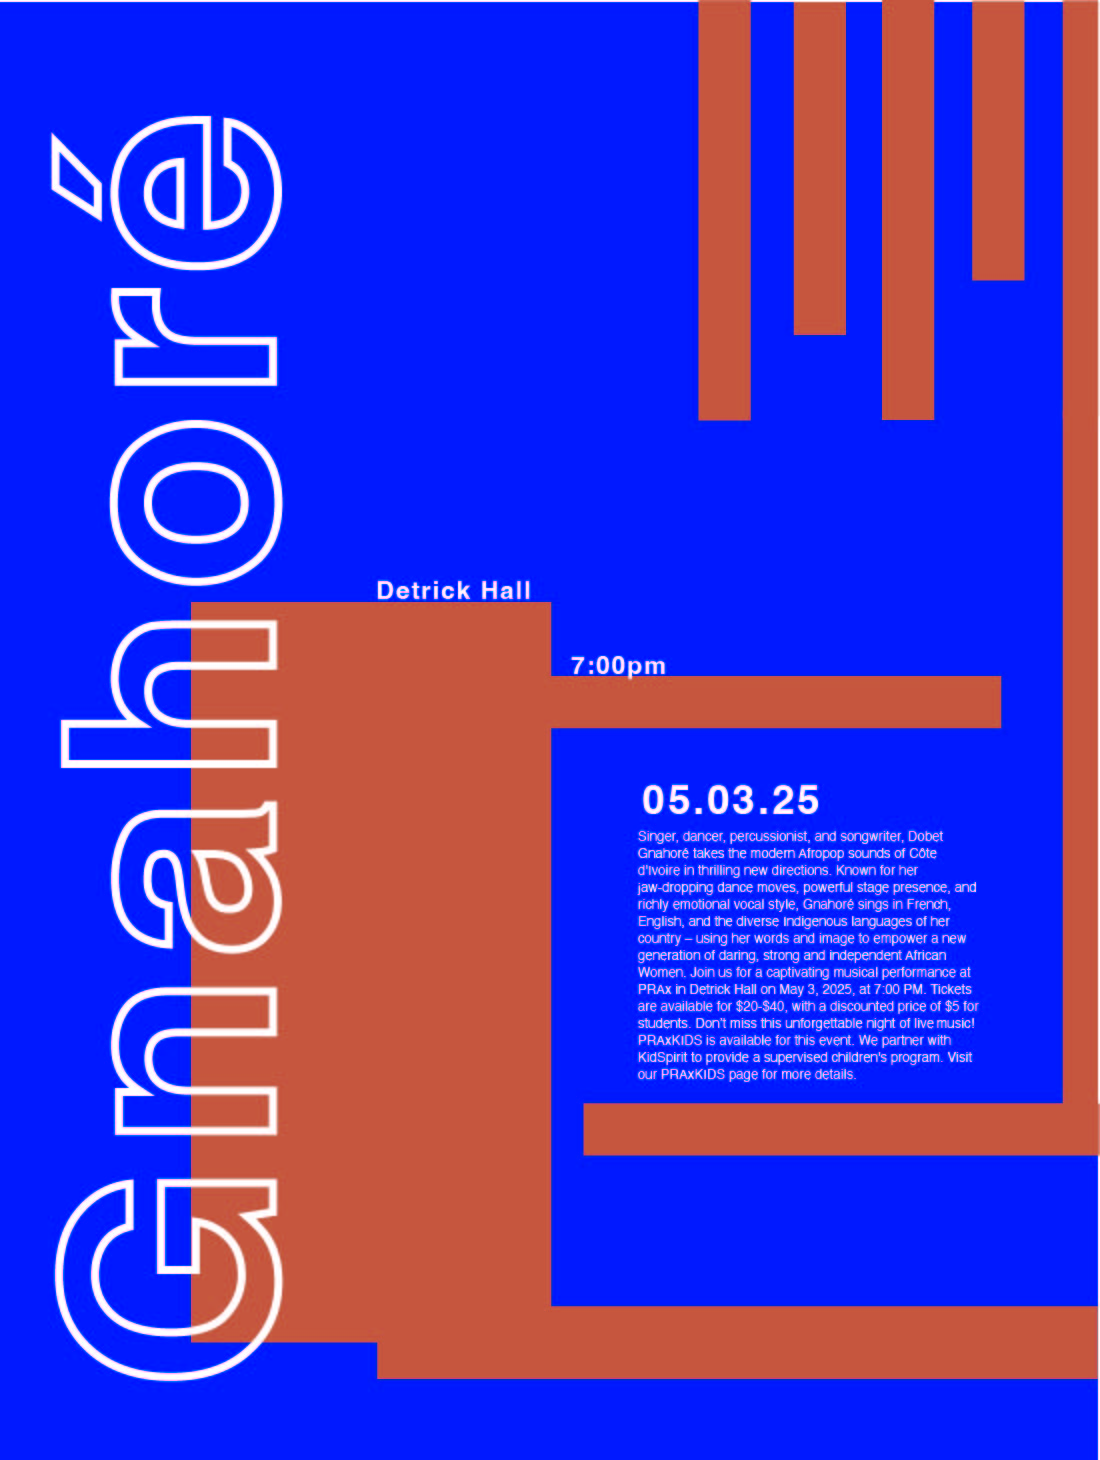 Gnahoré
Detrick Hall
7:00pm
05.03.25
Singer, dancer, percussionist, and songwriter, Dobet
Gnahoré takes the modern Afropop sounds of Côte
d'Ivoire in thrilling new directions. Known for her
jaw-dropping dance moves, powerful stage presence, and
richly emotional vocal style, Gnahoré sings in French,
English, and the diverse Indigenous languages of her
country – using her words and image to empower a new
generation of daring, strong and independent African
Women. Join us for a captivating musical performance at
PRAx in Detrick Hall on May 3, 2025, at 7:00 PM. Tickets
are available for $20-$40, with a discounted price of $5 for
students. Don't miss this unforgettable night of live music!
PRAxKIDS is available for this event. We partner with
KidSpirit to provide a supervised children's program. Visit
our PRAxKIDS page for more details.